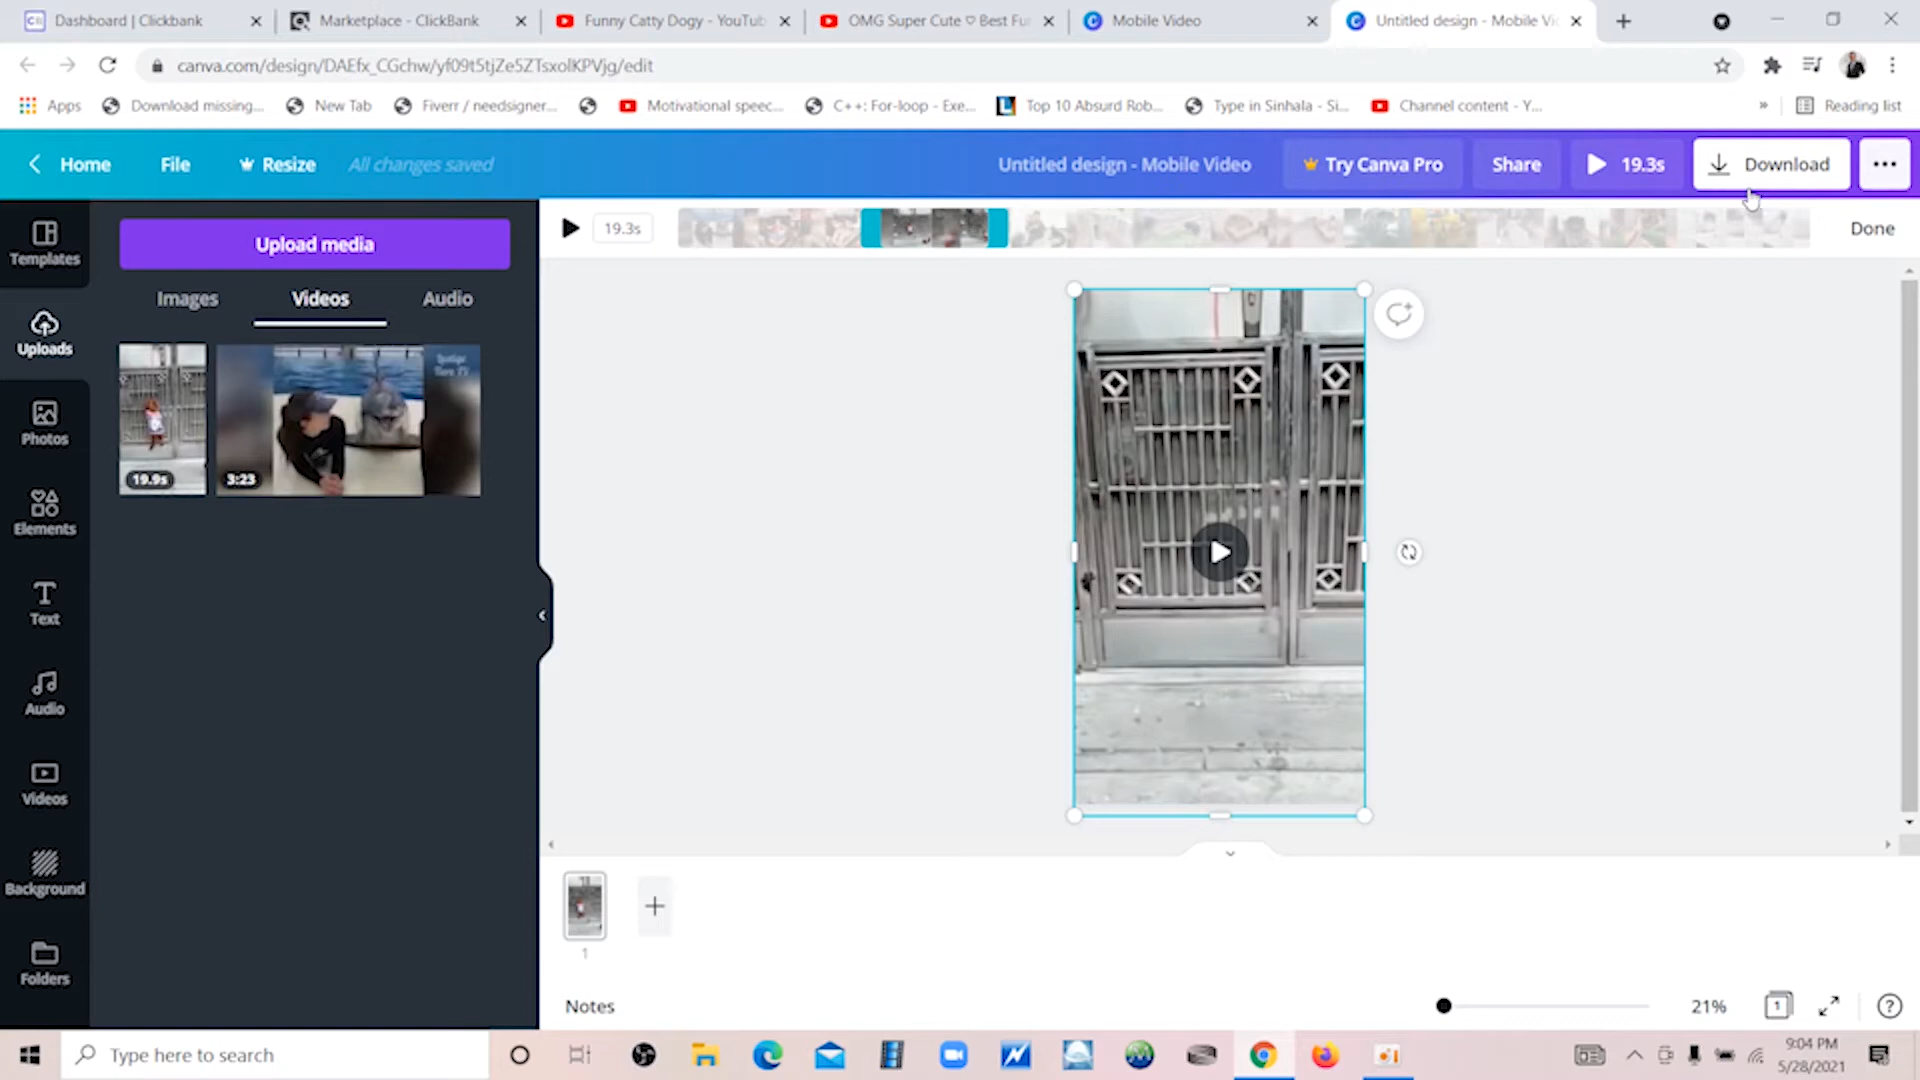 Dashboard | Clickbank
Marketplace - ClickBank
Funny Catty Dogy - YouTub
OMG Super Cute ♡ Best Fu
Mobile Video
Untitled design - Mobile Vi
canva.com/design/DAEfx_CGchw/yf09t5tjZe5ZTsxolKPVjg/edit
Apps
Download missing...
New Tab
Fiverr / needsigner...
Motivational speec...
C++: For-loop - Exe...
Top 10 Absurd Rob...
Type in Sinhala - Si...
Channel content - Y...
»
Reading list
Home
File
Resize
All changes saved
Untitled design - Mobile Video
Try Canva Pro
Share
19.3s
Download
Templates
Uploads
Photos
Elements
Text
Audio
Videos
Background
Folders
Upload media
Images
Videos
Audio
19.9s
3:23
19.3s
Done
1
Notes
21%
1
Type here to search
9:04 PM
5/28/2021